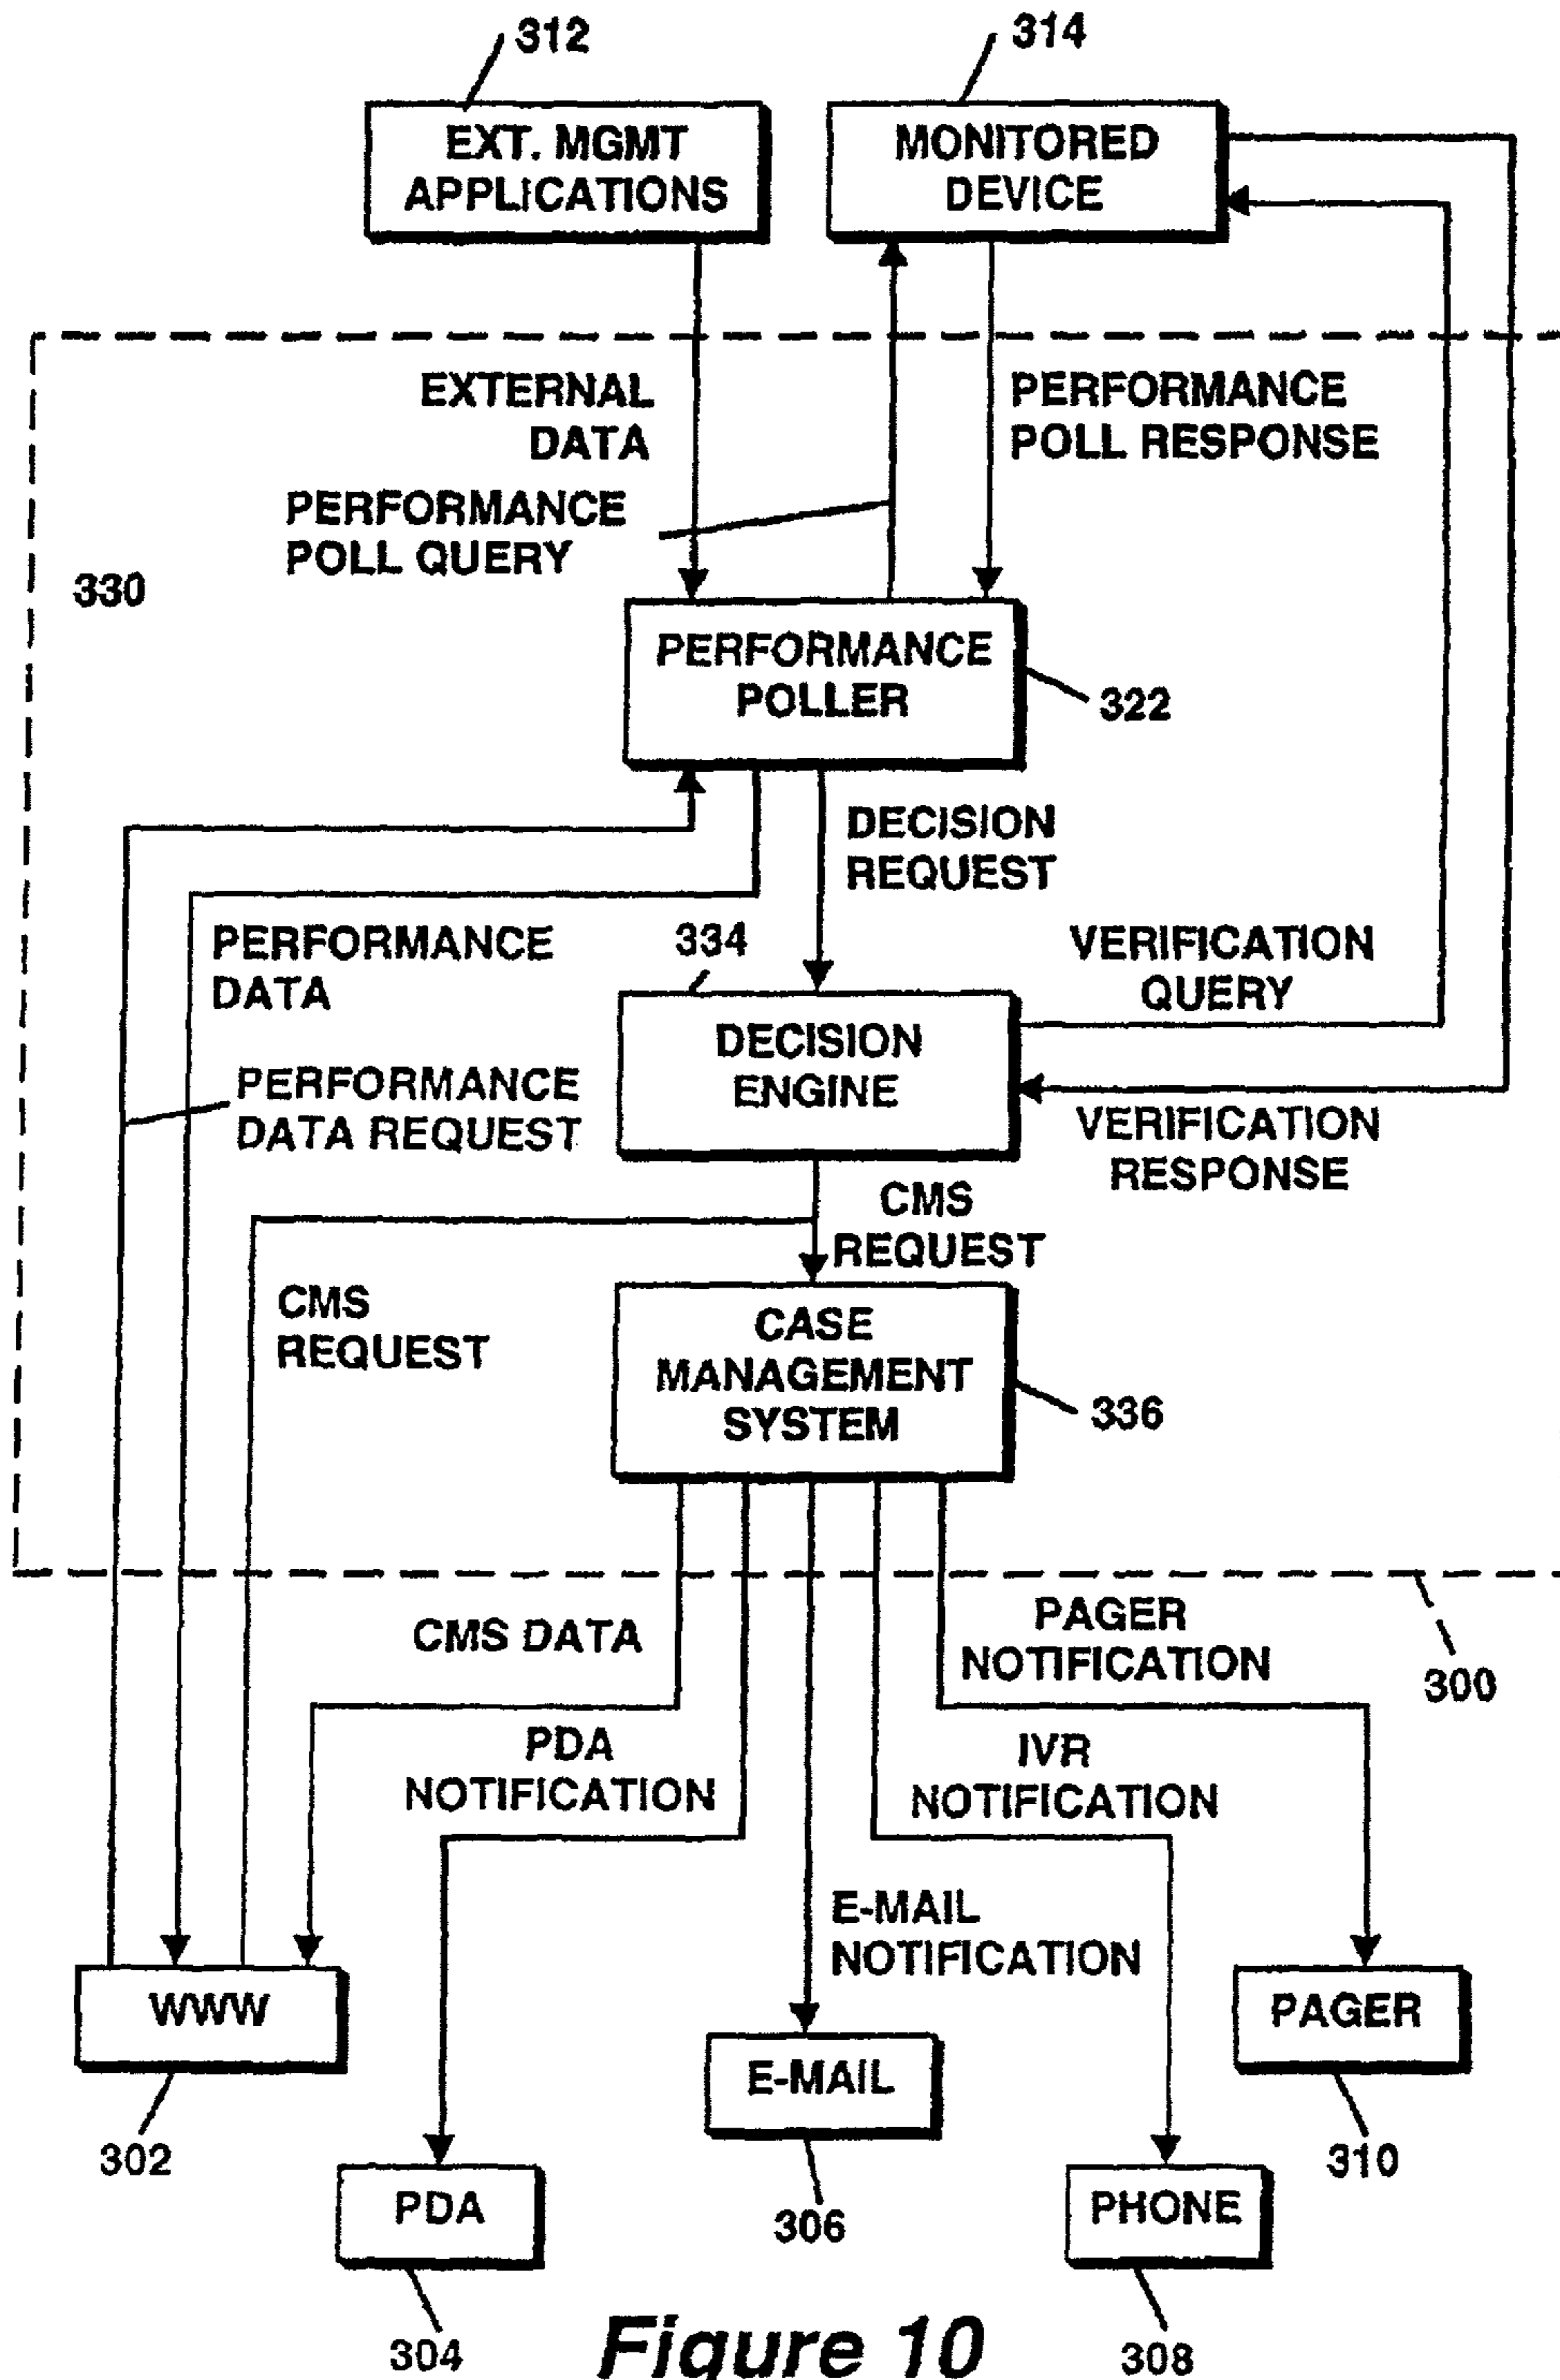 312
314
EXT. MGMT
APPLICATIONS
MONITORED
DEVICE
EXTERNAL
DATA
PERFORMANCE
POLL RESPONSE
PERFORMANCE
POLL QUERY
330
PERFORMANCE
POLLER
322
DECISION
REQUEST
PERFORMANCE
DATA
334
VERIFICATION
QUERY
DECISION
ENGINE
PERFORMANCE
DATA REQUEST
VERIFICATION
RESPONSE
CMS
REQUEST
CMS
REQUEST
CASE
MANAGEMENT
SYSTEM
336
CMS DATA
PAGER
NOTIFICATION
300
PDA
NOTIFICATION
IVR
NOTIFICATION
E-MAIL
NOTIFICATION
WWW
PAGER
E-MAIL
302
310
PDA
306
PHONE
304
308
Figure 10